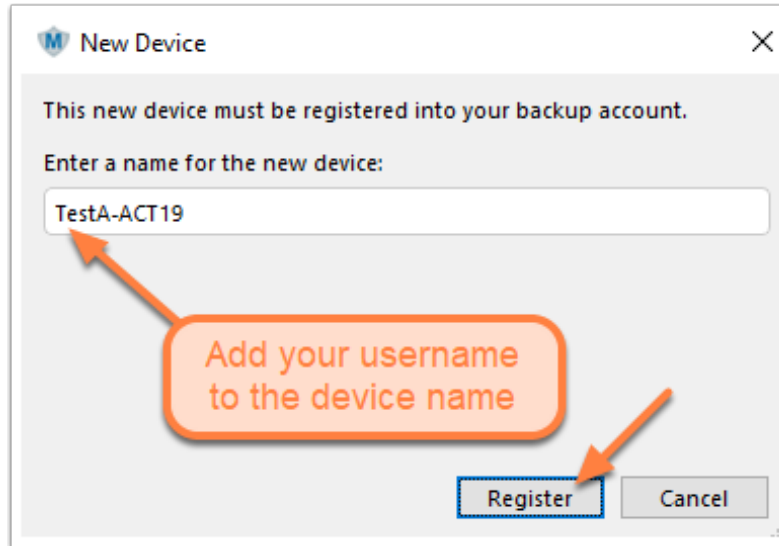 M New Device
This new device must be registered into your backup account.
Enter a name for the new device:
TestA-ACT19
Add your username
to the device name
Register Cancel